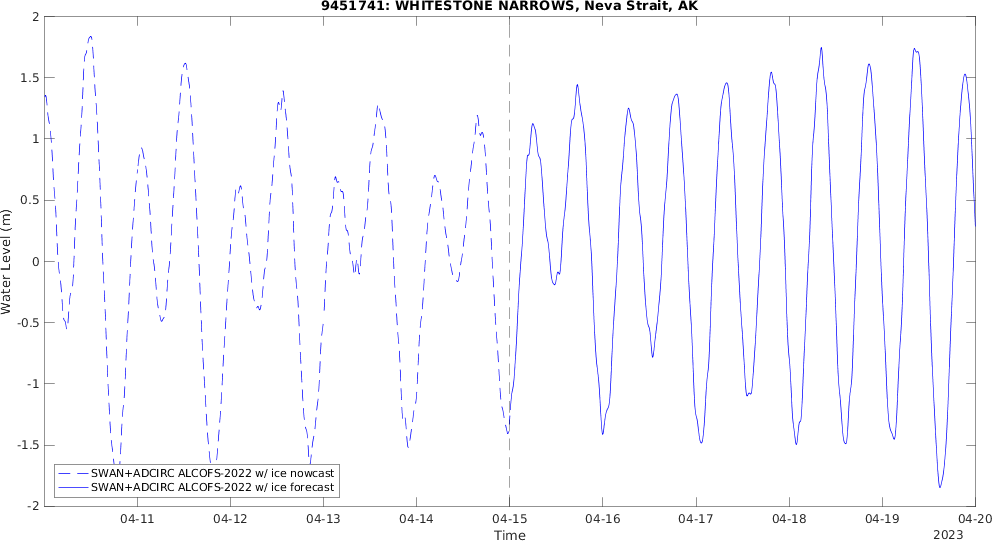 9451741: WHITESTONE NARROWS, Neva Strait, AK
Water Level (m)
2
1.5
1
0.5
0
-0.5
-1
-1.5
-2
SWAN+ADCIRC ALCOFS-2022 w/ ice nowcast
SWAN+ADCIRC ALCOFS-2022 w/ ice forecast
04-11 04-12 04-13 04-14 04-15 04-16 04-17 04-18 04-19 04-20
Time
2023